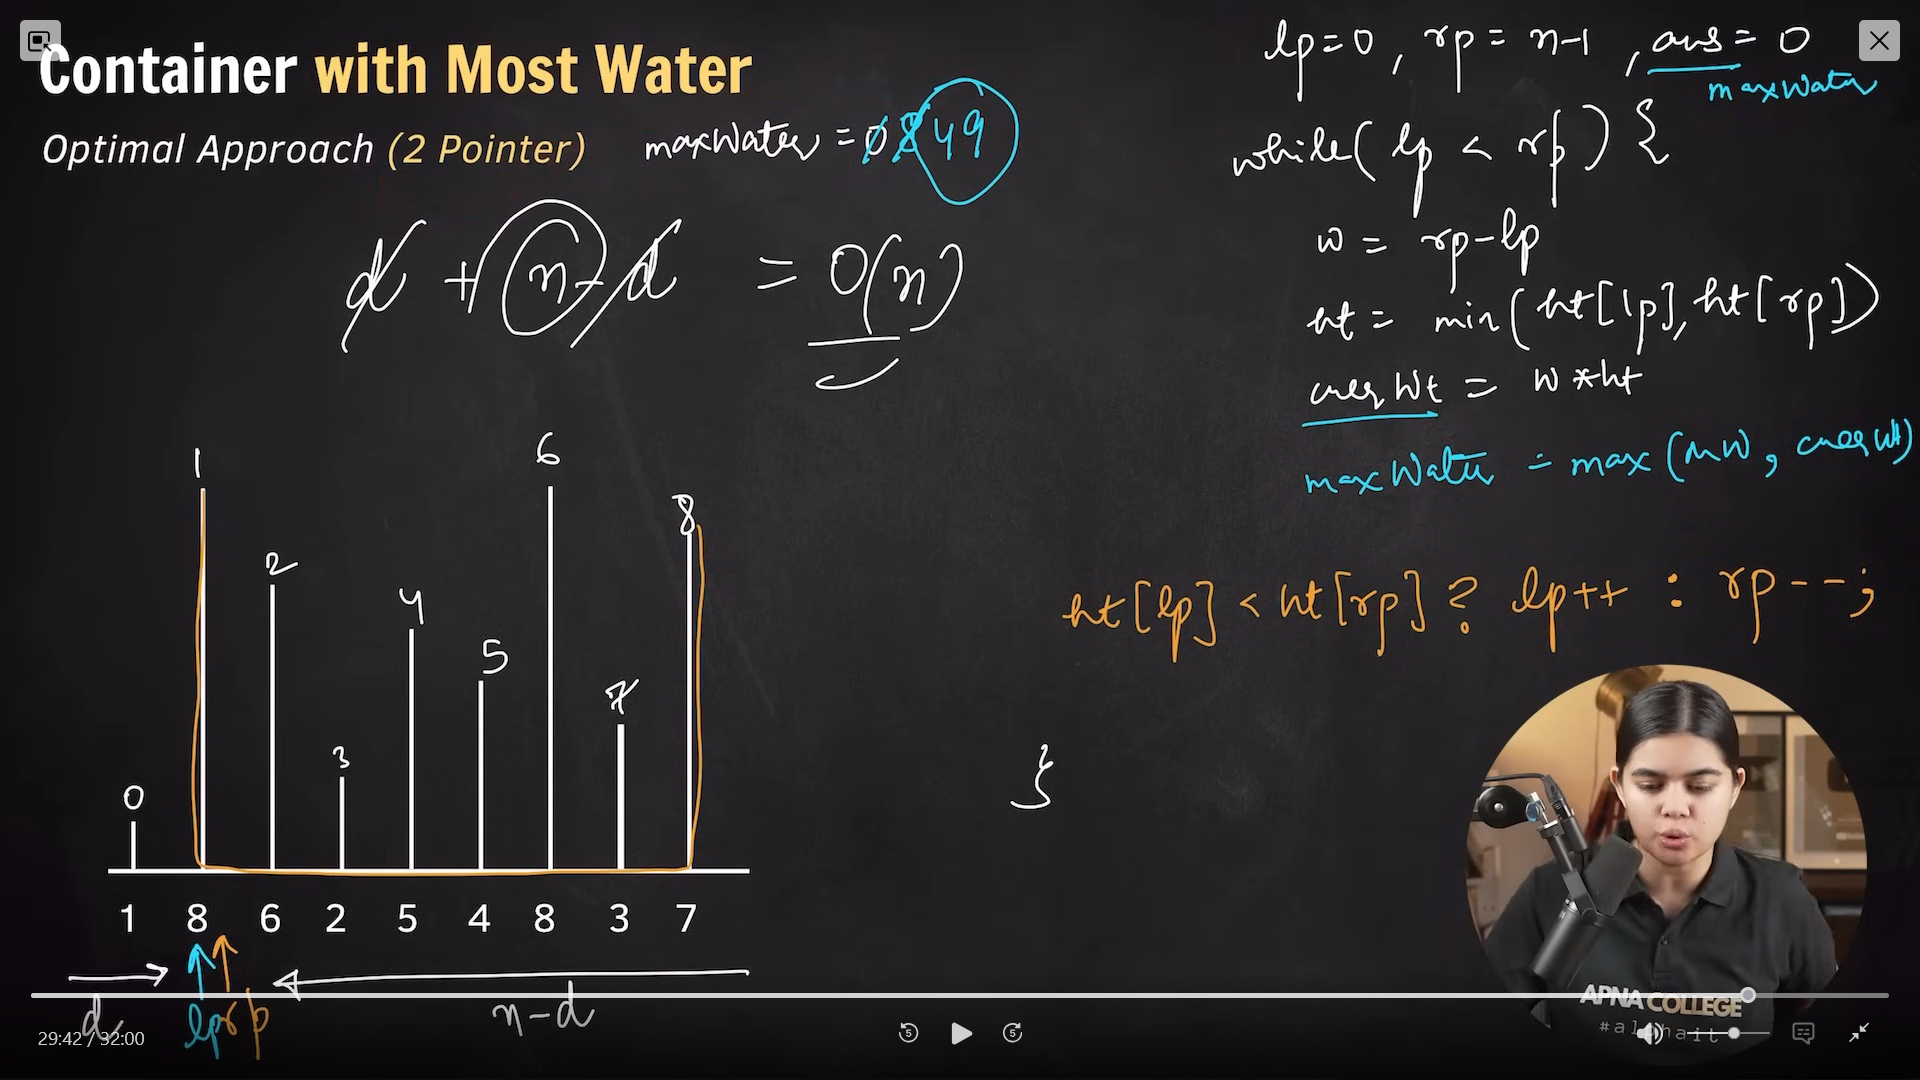 Container with Most Water
Optimal Approach (2 Pointer)
maxWater = 0 8 49
d + n - d = O(n)
lp=0, rp= n-1, ans= 0
maxWater
while( lp < rp) {
w = rp-lp
ht = min(ht[lp], ht[rp])
currWt = w*ht
maxWater = max(mW, currWt)
ht[lp] < ht[rp] ? lp++ : rp--;
}
0 1 2 3 4 5 6 7 8
1 8 6 2 5 4 8 3 7
d lp rp n-d
APNA COLLEGE
29:42 / 32:00
5 5